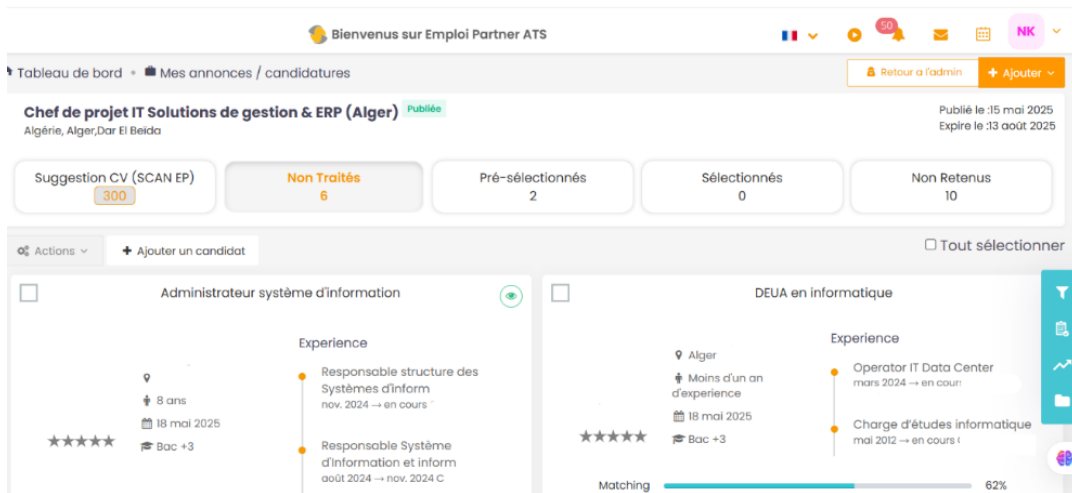 Bienvenus sur Emploi Partner ATS
50
NK
Tableau de bord • Mes annonces / candidatures
Retour a l'admin
+ Ajouter
Chef de projet IT Solutions de gestion & ERP (Alger) Publiée
Algérie, Alger,Dar El Beïda
Publié le :15 mai 2025
Expire le :13 août 2025
Suggestion CV (SCAN EP)
300
Non Traités
6
Pré-sélectionnés
2
Sélectionnés
0
Non Retenus
10
Actions
+ Ajouter un candidat
Tout sélectionner
Administrateur système d'information
Experience
8 ans
18 mai 2025
Bac +3
Responsable structure des
Systèmes d'inform
nov. 2024 → en cours
Responsable Système
d'Information et inform
août 2024 → nov. 2024 C
DEUA en informatique
Experience
Alger
Moins d'un an
d'experience
18 mai 2025
Bac +3
Operator IT Data Center
mars 2024 → en cour
Charge d'études informatique
mai 2012 → en cours (
Matching 62%